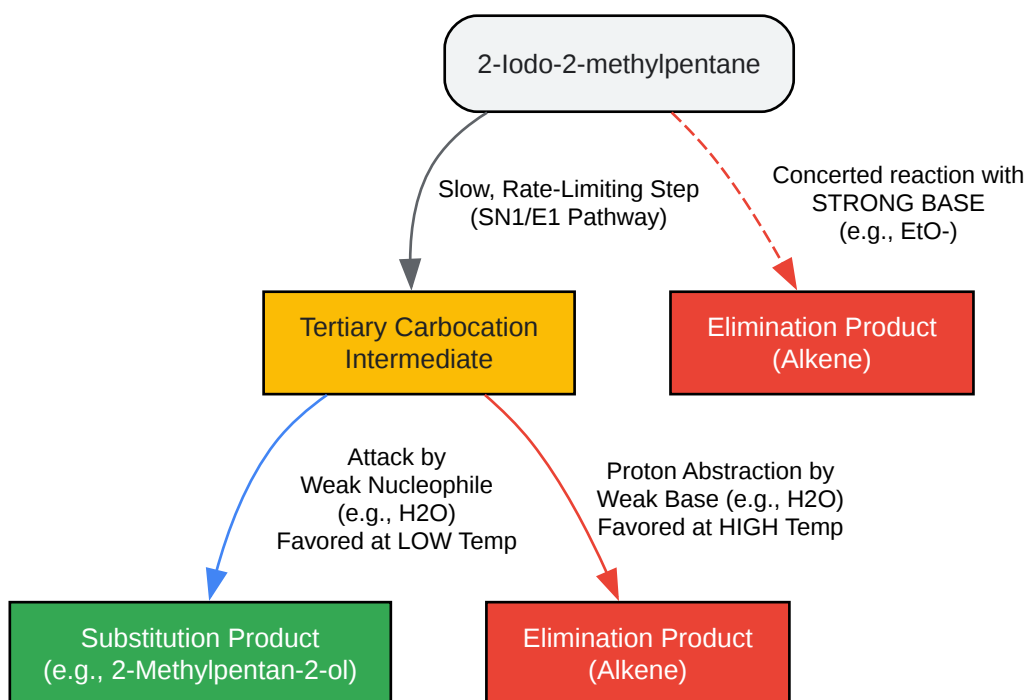 2-Iodo-2-methylpentane
Slow, Rate-Limiting Step
(SN1/E1 Pathway)
Concerted reaction with
STRONG BASE
(e.g., EtO-)
Tertiary Carbocation
Intermediate
Elimination Product
(Alkene)
Attack by
Weak Nucleophile
(e.g., H2O)
Favored at LOW Temp
Proton Abstraction by
Weak Base (e.g., H2O)
Favored at HIGH Temp
Substitution Product
(e.g., 2-Methylpentan-2-ol)
Elimination Product
(Alkene)